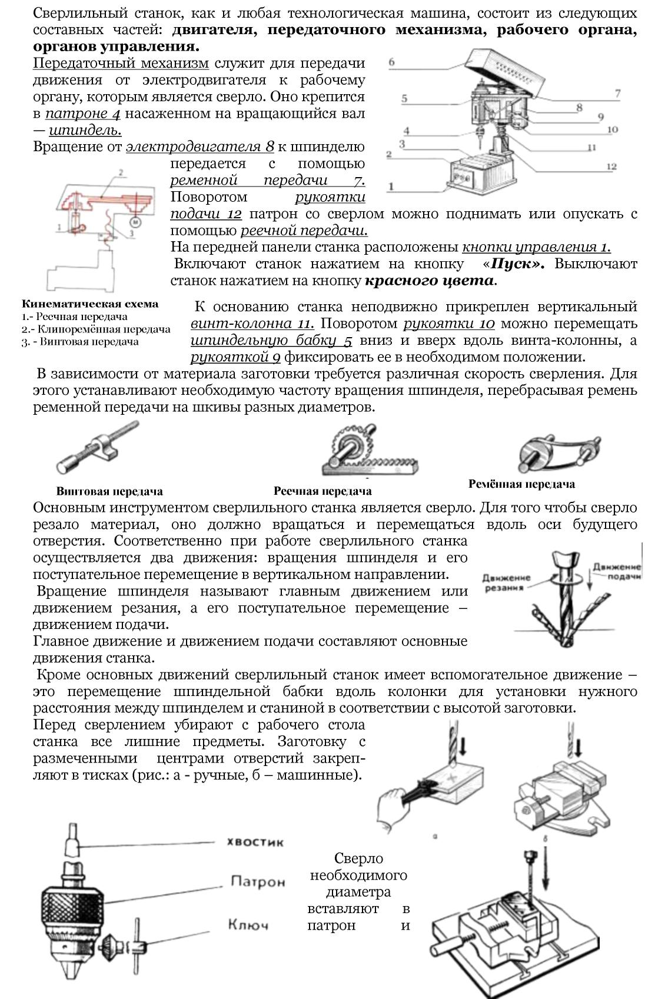 Сверлильный станок, как и любая технологическая машина, состоит из следующих
составных частей: двигателя, передаточного механизма, рабочего органа,
органов управления.
Передаточный механизм служит для передачи
движения от электродвигателя к рабочему
органу, которым является сверло. Оно крепится
в патроне 4 насаженном на вращающийся вал
— шпиндель.
Вращение от электродвигателя 8 к шпинделю
передается с помощью
ременной передачи 7.
Поворотом рукоятки
подачи 12 патрон со сверлом можно поднимать или опускать с
помощью реечной передачи.
На передней панели станка расположены кнопки управления 1.
Включают станок нажатием на кнопку «Пуск». Выключают
станок нажатием на кнопку красного цвета.
6
5
4
3
2
1
7
8
9
10
11
12
2
1
3
М
Кинематическая схема
1.- Реечная передача
2.- Клиноремённая передача
3. - Винтовая передача
К основанию станка неподвижно прикреплен вертикальный
винт-колонна 11. Поворотом рукоятки 10 можно перемещать
шпиндельную бабку 5 вниз и вверх вдоль винта-колонны, а
рукояткой 9 фиксировать ее в необходимом положении.
В зависимости от материала заготовки требуется различная скорость сверления. Для
этого устанавливают необходимую частоту вращения шпинделя, перебрасывая ремень
ременной передачи на шкивы разных диаметров.
Винтовая передача
Реечная передача
Ремённая передача
Основным инструментом сверлильного станка является сверло. Для того чтобы сверло
резало материал, оно должно вращаться и перемещаться вдоль оси будущего
отверстия. Соответственно при работе сверлильного станка
осуществляется два движения: вращения шпинделя и его
поступательное перемещение в вертикальном направлении.
Вращение шпинделя называют главным движением или
движением резания, а его поступательное перемещение –
движением подачи.
Главное движение и движением подачи составляют основные
движения станка.
Движение
резания
Движение
подачи
Кроме основных движений сверлильный станок имеет вспомогательное движение –
это перемещение шпиндельной бабки вдоль колонки для установки нужного
расстояния между шпинделем и станиной в соответствии с высотой заготовки.
Перед сверлением убирают с рабочего стола
станка все лишние предметы. Заготовку с
размеченными центрами отверстий закреп-
ляют в тисках (рис.: а - ручные, б – машинные).
а
б
хвостик
Патрон
Ключ
Сверло
необходимого
диаметра
вставляют в
патрон и